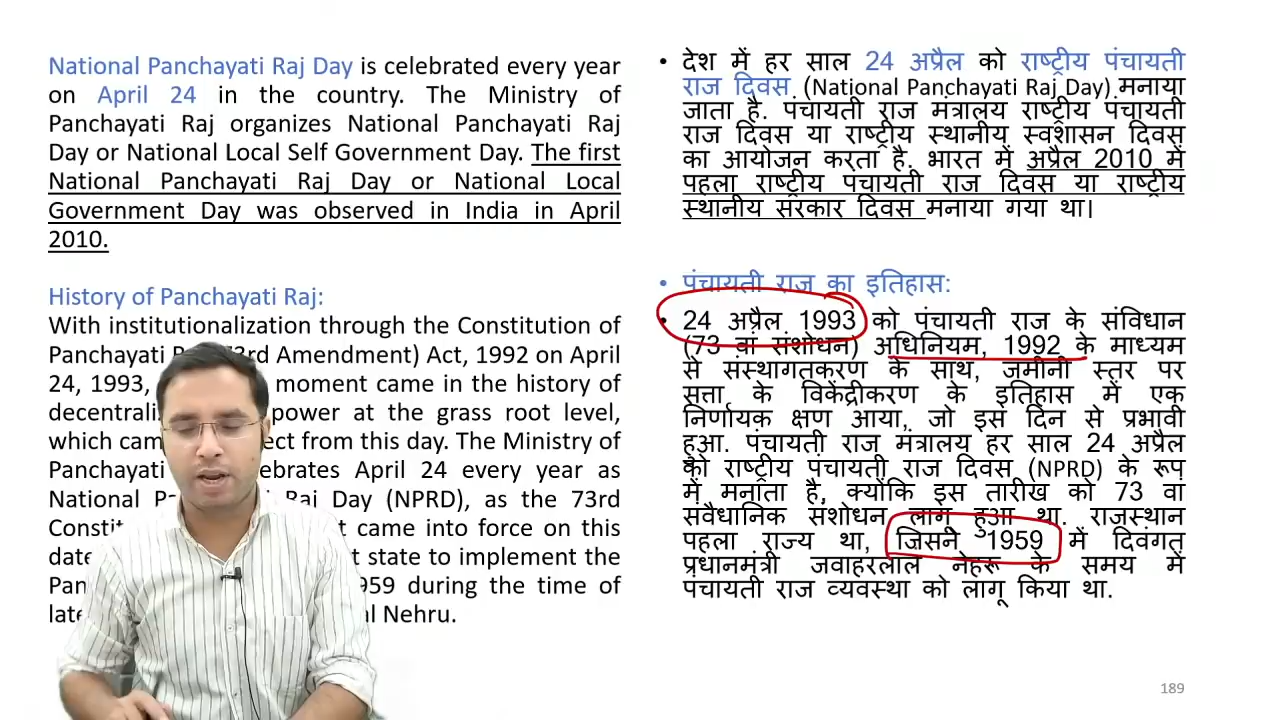 National Panchayati Raj Day is celebrated every year
on April 24 in the country. The Ministry of
Panchayati Raj organizes National Panchayati Raj
Day or National Local Self Government Day. The first
National Panchayati Raj Day or National Local
Government Day was observed in India in April
2010.
History of Panchayati Raj:
With institutionalization through the Constitution of
Panchayati 73rd Amendment) Act, 1992 on April
24, 1993, moment came in the history of
power at the grass root level,
which from this day. The Ministry of
Panchayati April 24 every year as
National Raj Day (NPRD), as the 73rd
came into force on this
state to implement the
1959 during the time of
Nehru.
• देश में हर साल 24 अप्रैल को राष्ट्रीय पंचायती
राज दिवस (National Panchayati Raj Day) मनाया
जाता है. पंचायती राज मंत्रालय राष्ट्रीय पंचायती
राज दिवस या राष्ट्रीय स्थानीय स्वशासन दिवस
का आयोजन करता है. भारत में अप्रैल 2010 में
पहला राष्ट्रीय पंचायती राज दिवस या राष्ट्रीय
स्थानीय सरकार दिवस मनाया गया था।
• पंचायती राज का इतिहास:
• 24 अप्रैल 1993 को पंचायती राज के संविधान
(73 वां संशोधन) अधिनियम, 1992 के माध्यम
से संस्थागतकरण के साथ, जमीनी स्तर पर
सत्ता के विकेंद्रीकरण के इतिहास में एक
निर्णायक क्षण आया, जो इस दिन से प्रभावी
हुआ. पंचायती राज मंत्रालय हर साल 24 अप्रैल
को राष्ट्रीय पंचायती राज दिवस (NPRD) के रूप
में मनाता है, क्योंकि इस तारीख को 73 वां
संवैधानिक संशोधन लागू हुआ था. राजस्थान
पहला राज्य था, जिसने 1959 में दिवंगत
प्रधानमंत्री जवाहरलाल नेहरू के समय में
पंचायती राज व्यवस्था को लागू किया था.
189